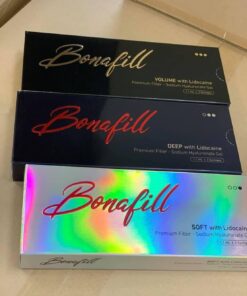 Bonafill
VOLUME with Lidocaine
Premium Filler - Sodium Hyaluronate Gel
Bonafill
DEEP with Lidocaine
Premium Filler - Sodium Hyaluronate Gel
Bonafill
SOFT with Lidocaine
Premium Filler - Sodium Hyaluronate G
Bonafill